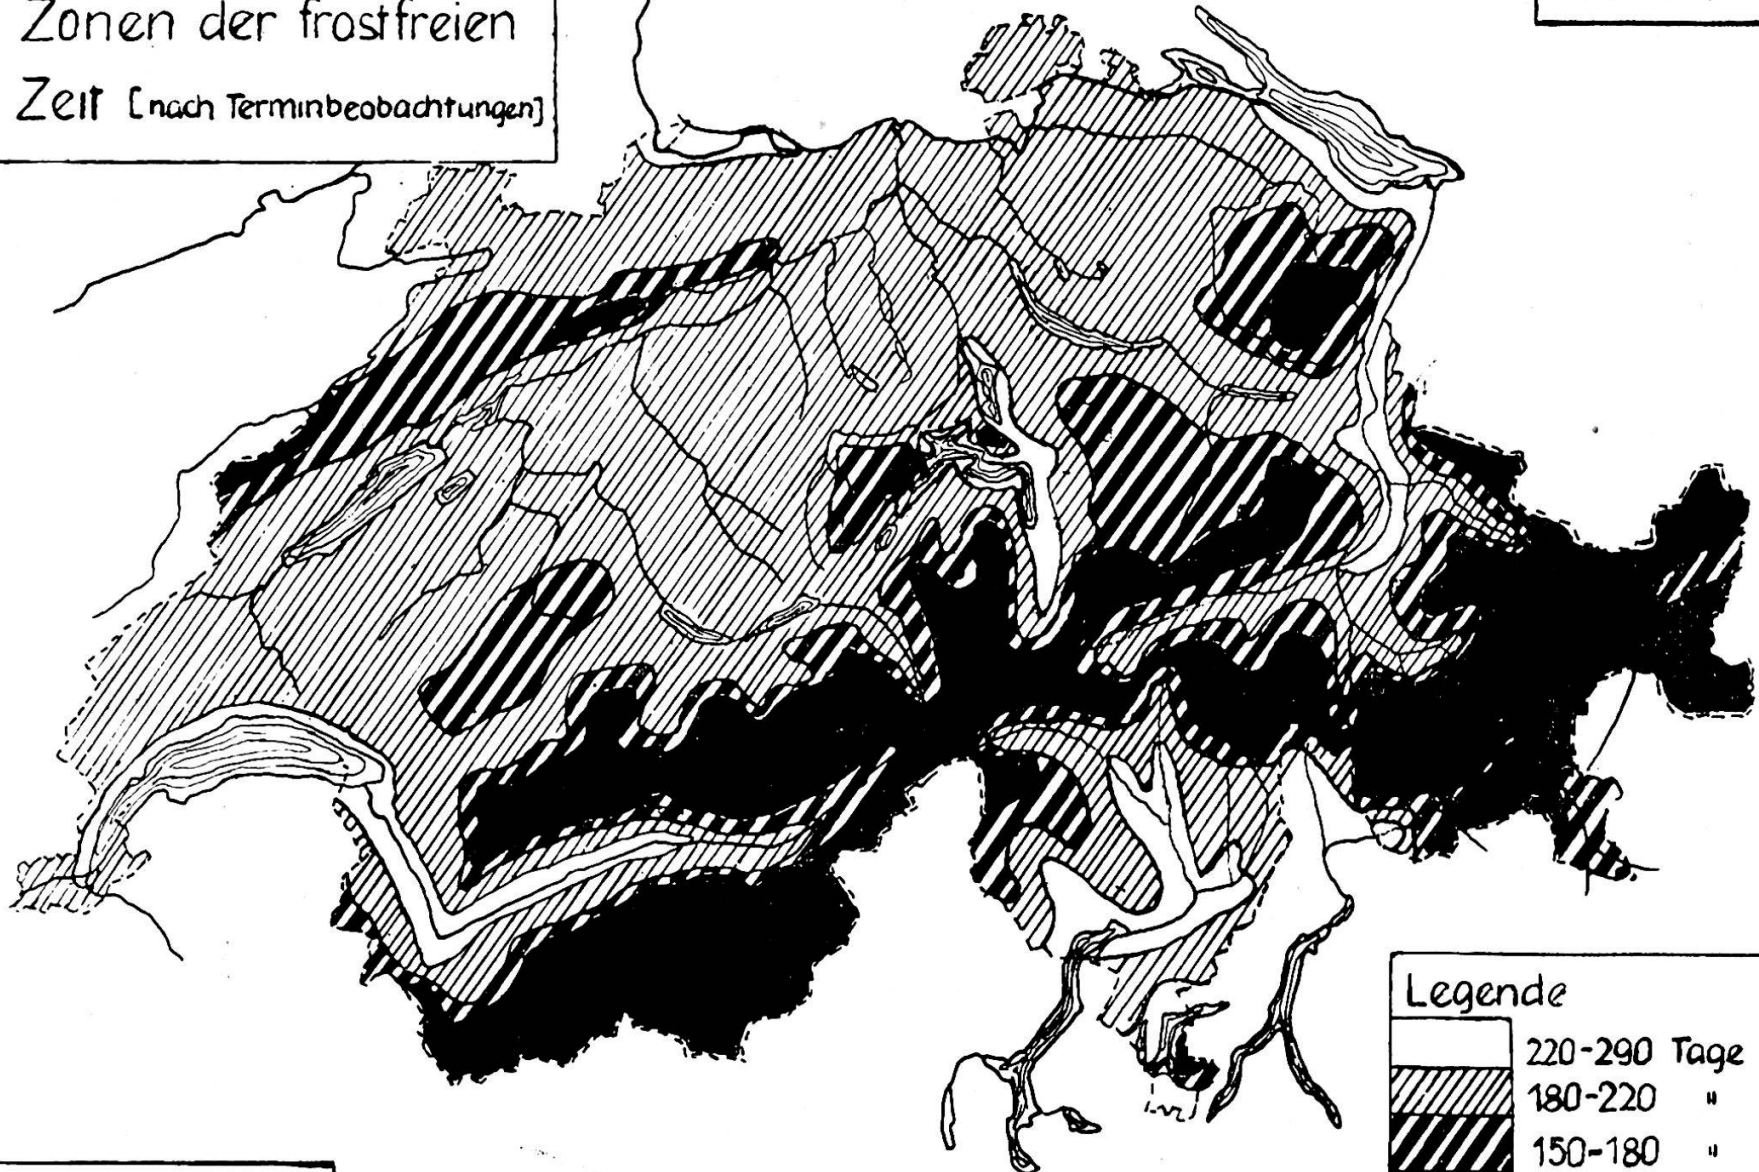 Zonen der frostfreien
Zeit [nach Terminbeobachtungen]
Legende
220-290 Tage
180-220 "
150-180 "